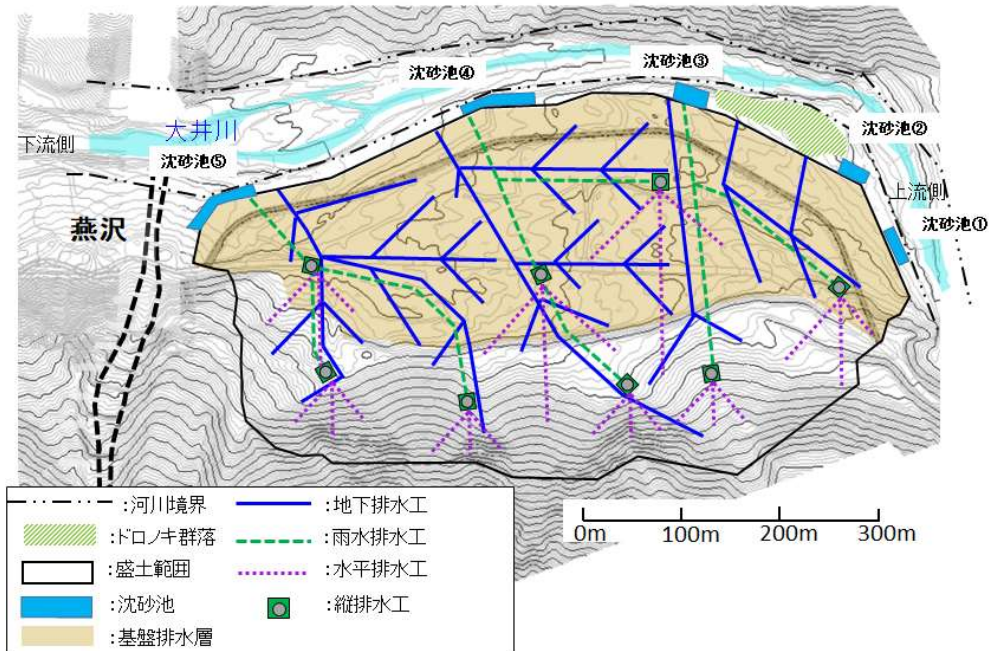 沈砂池③
沈砂池④
沈砂池②
大井川
下流側
沈砂池⑤
上流側
沈砂池①
燕沢
:河川境界
:地下排水工
:ドロノキ群落
:雨水排水工
:盛土範囲
:水平排水工
:沈砂池
:縦排水工
:基盤排水層
0m 100m 200m 300m